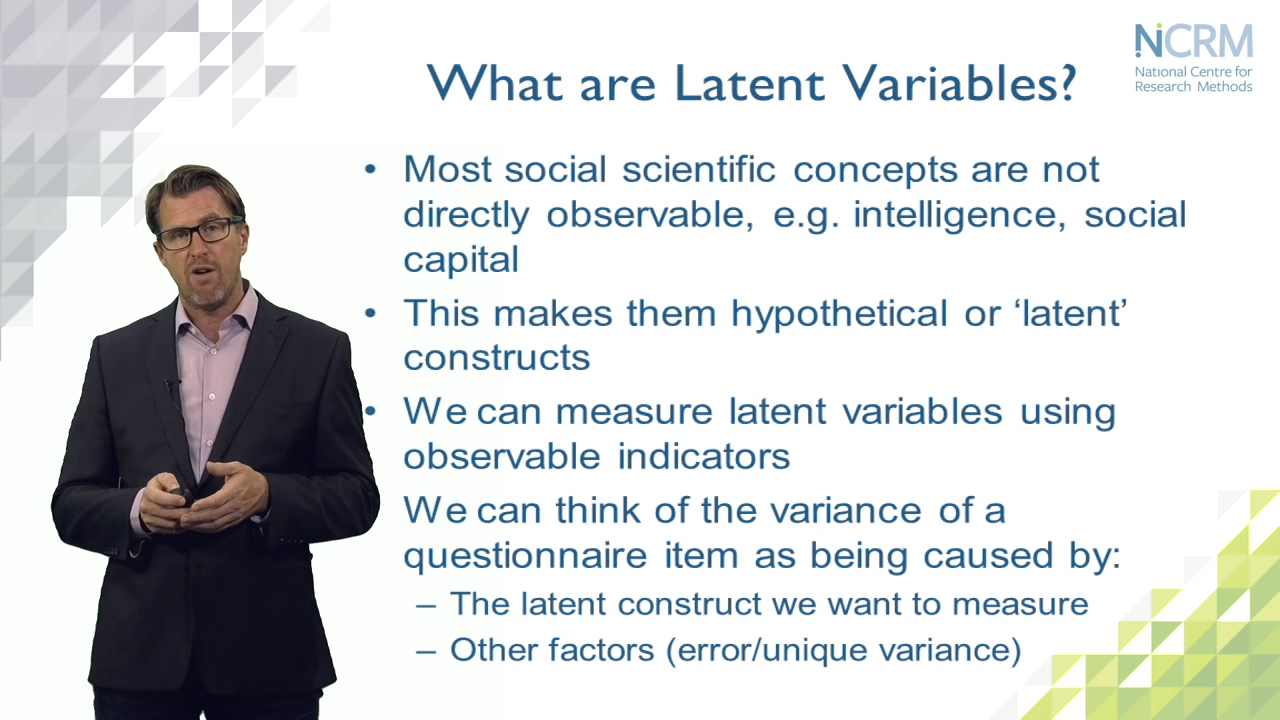 What are Latent Variables?
NCRM
National Centre for
Research Methods
• Most social scientific concepts are not
directly observable, e.g. intelligence, social
capital
• This makes them hypothetical or ‘latent’
constructs
• We can measure latent variables using
observable indicators
We can think of the variance of a
questionnaire item as being caused by:
– The latent construct we want to measure
– Other factors (error/unique variance)